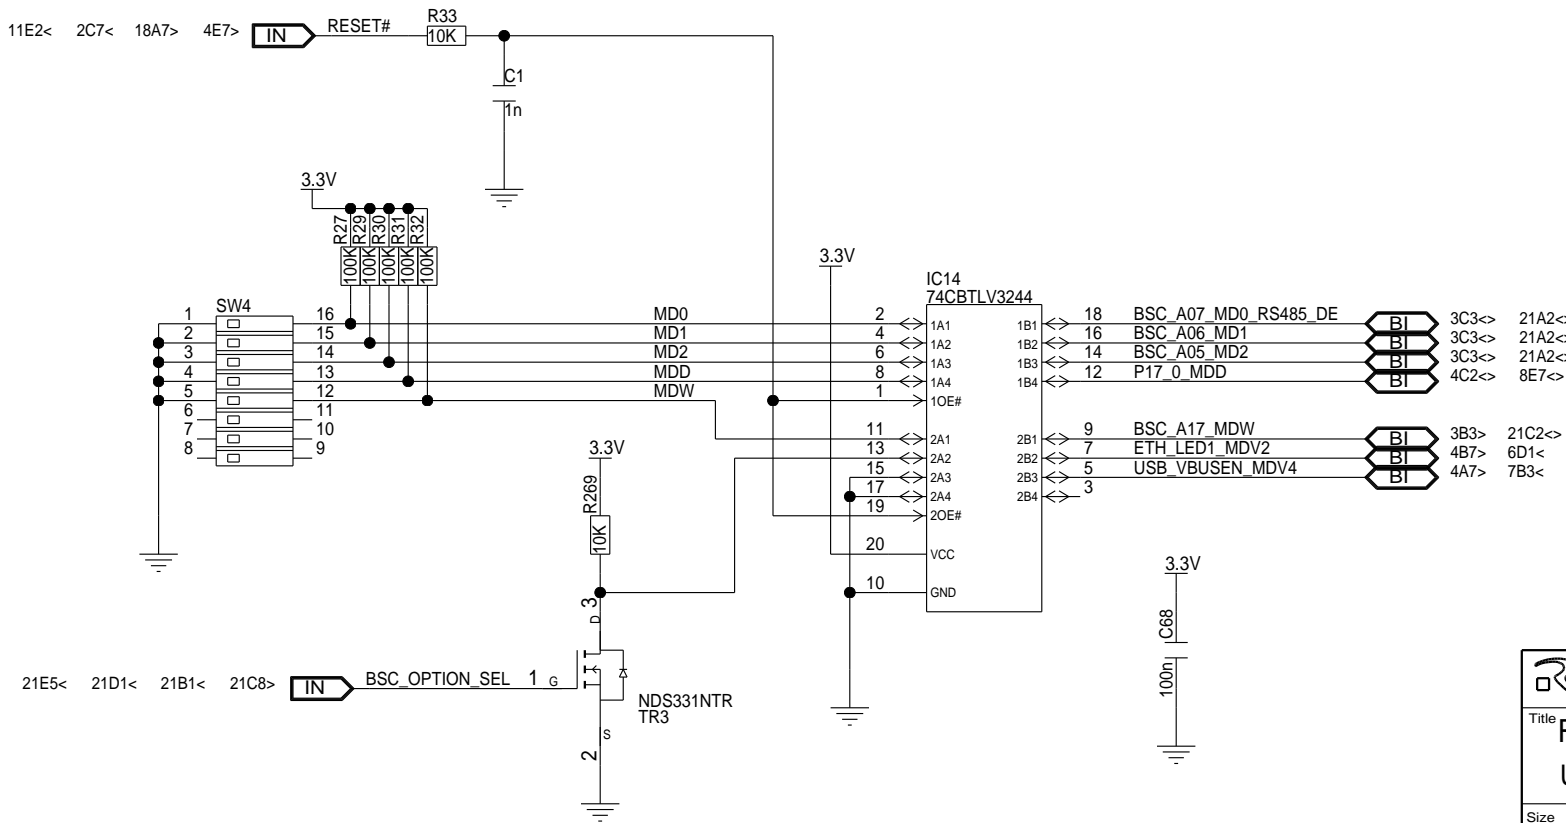 11E2< 2C7< 18A7> 4E7> IN RESET# R33
10K
C1
1n
3.3V
R27 R29 R30 R31 R32
100K 100K 100K 100K 100K
3.3V
IC14
74CBTLV3244
SW4
1 16 MD0 2 1A1 1B1 18 BSC_A07_MD0_RS485_DE BI 3C3<> 21A2<>
2 15 MD1 4 1A2 1B2 16 BSC_A06_MD1 BI 3C3<> 21A2<>
3 14 MD2 6 1A3 1B3 14 BSC_A05_MD2 BI 3C3<> 21A2<>
4 13 MDD 8 1A4 1B4 12 P17_0_MDD BI 4C2<> 8E7<>
5 12 MDW 1 1OE#
6 11
7 10 11 2A1 2B1 9 BSC_A17_MDW BI 3B3> 21C2<>
8 9 13 2A2 2B2 7 ETH_LED1_MDV2 BI 4B7> 6D1<
15 2A3 2B3 5 USB_VBUSEN_MDV4 BI 4A7> 7B3<
17 2A4 2B4 3
19 2OE#
20 VCC
10 GND
3.3V
R269
10K
3 D
21E5< 21D1< 21B1< 21C8> IN BSC_OPTION_SEL 1 G
NDS331NTR
TR3
S
2
3.3V
C68
100n
Title
Size